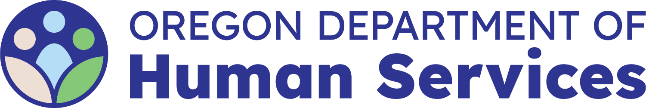 OREGON DEPARTMENT OF
Human Services